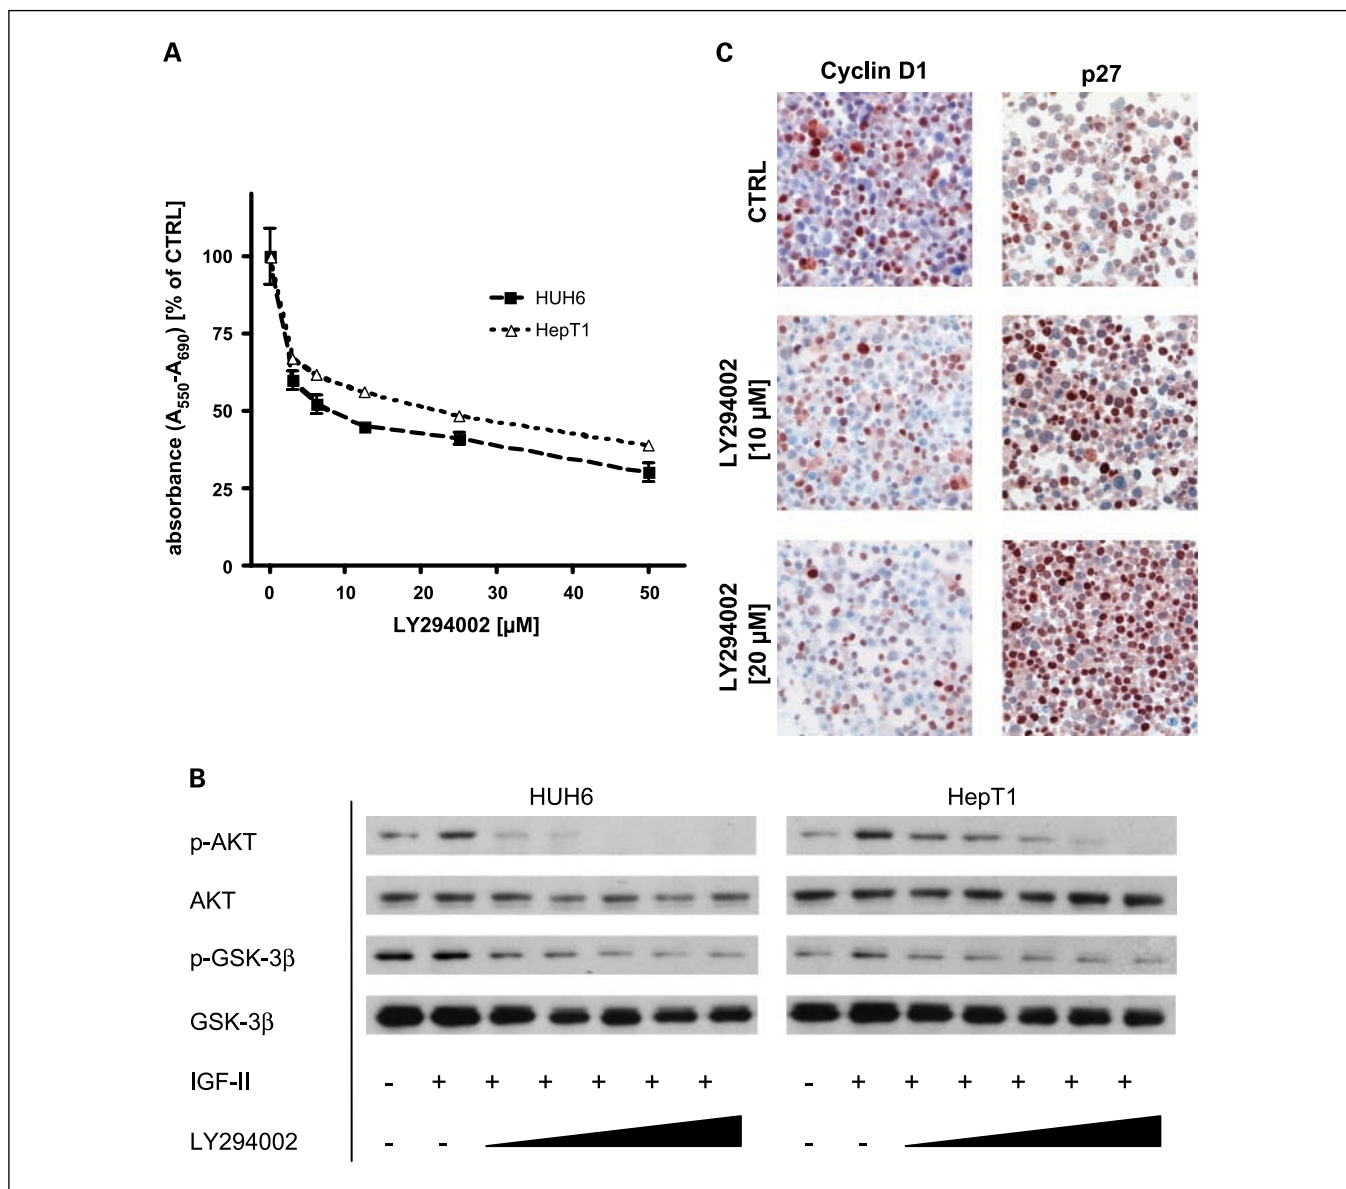 A
absorbance (A550-A690) [% of CTRL]
100
75
50
25
0
0 10 20 30 40 50
LY294002 [µM]
HUH6
HepT1
C
Cyclin D1 p27
CTRL
LY294002
[10 µM]
LY294002
[20 µM]
B
HUH6 HepT1
p-AKT
AKT
p-GSK-3β
GSK-3β
IGF-II - + + + + + + - + + + + + +
LY294002 - - - -